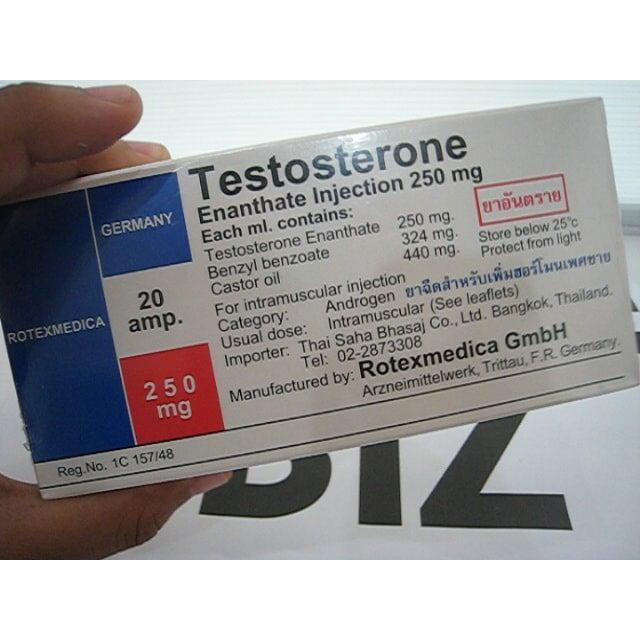 GERMANY
ROTEXMEDICA
20
amp.
250
mg
Reg.No. 1C 157/48
Testosterone
Enanthate Injection 250 mg
Each ml. contains:
Testosterone Enanthate 250 mg.
Benzyl benzoate 324 mg.
Castor oil 440 mg.
ยาอันตราย
Store below 25°c
Protect from light
For intramuscular injection
Category: Androgen ยาฉีดสำหรับเพิ่มฮอร์โมนเพศชาย
Usual dose: Intramuscular (See leaflets)
Importer: Thai Saha Bhasaj Co., Ltd. Bangkok, Thailand.
Tel: 02-2873308
Manufactured by: Rotexmedica GmbH
Arzneimittelwerk, Trittau, F.R. Germany.
BIZ